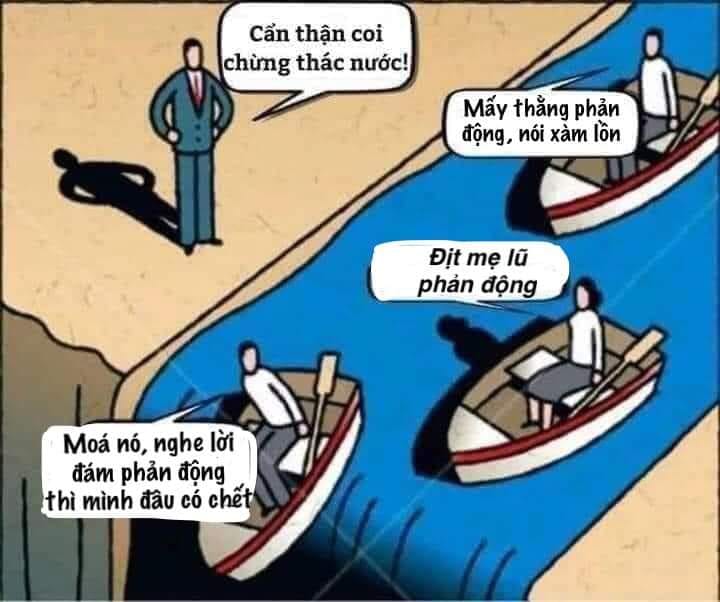 Cẩn thận coi
chừng thác nước!
Mấy thằng phản
động, nói xàm lồn
Địt mẹ lũ
phản động
Moá nó, nghe lời
đám phản động
thì mình đâu có chết